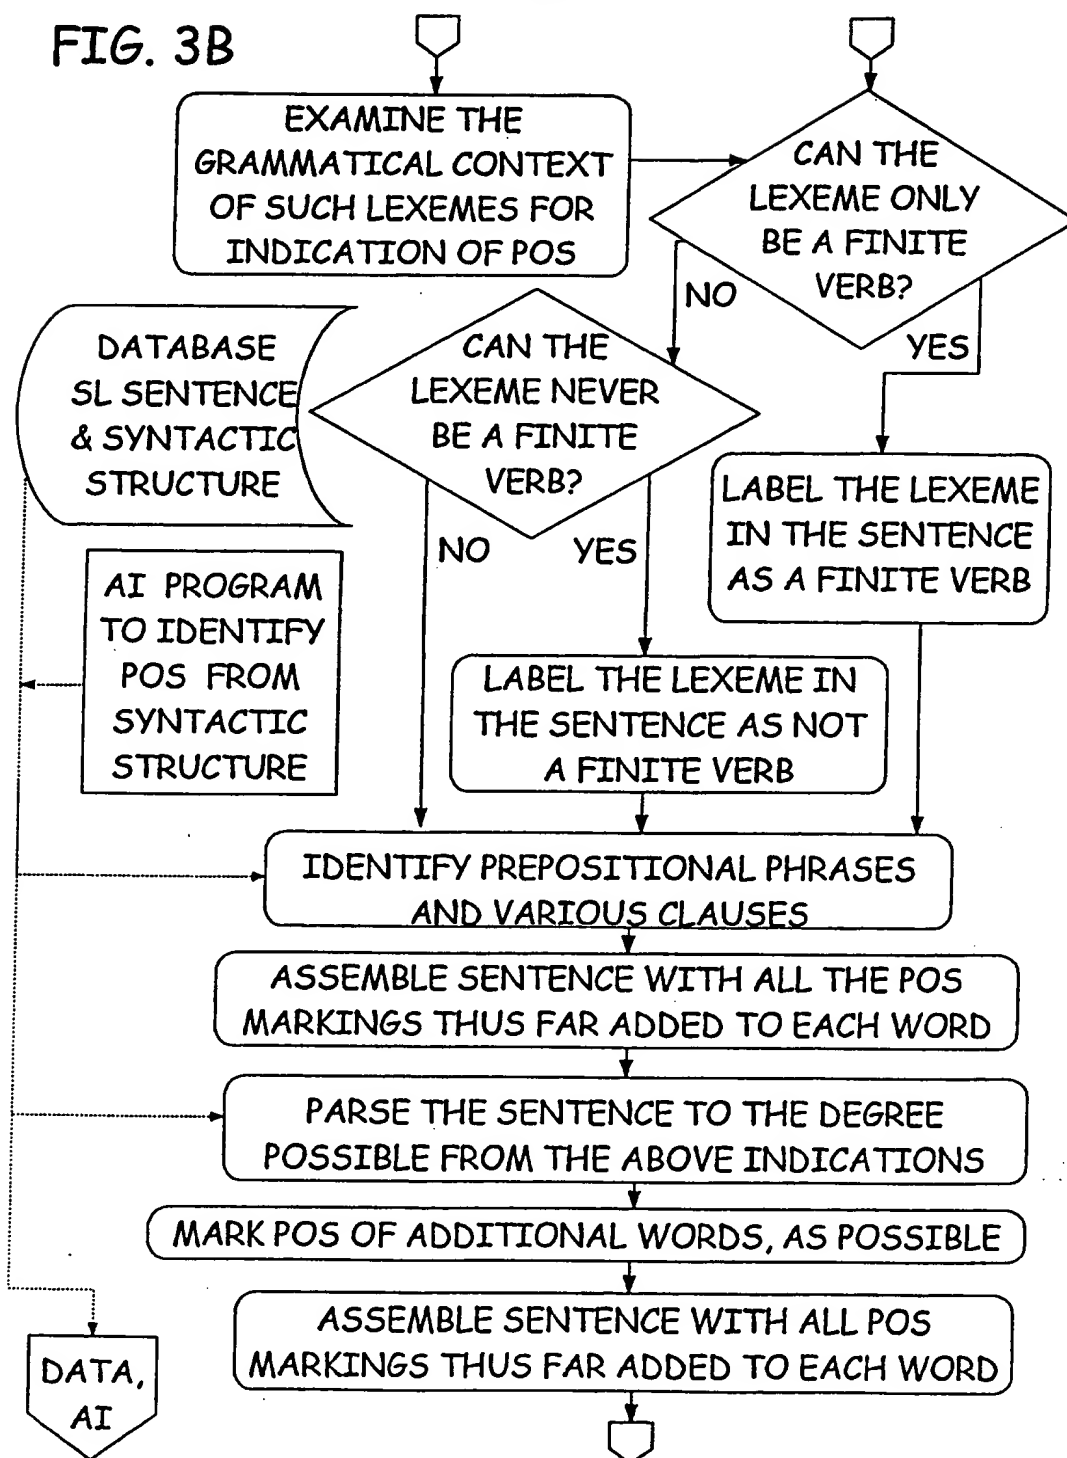 FIG. 3B
EXAMINE THE
GRAMMATICAL CONTEXT
OF SUCH LEXEMES FOR
INDICATION OF POS
CAN THE
LEXEME ONLY
BE A FINITE
VERB?
NO
YES
DATABASE
SL SENTENCE
& SYNTACTIC
STRUCTURE
CAN THE
LEXEME NEVER
BE A FINITE
VERB?
LABEL THE LEXEME
IN THE SENTENCE
AS A FINITE VERB
NO
YES
AI PROGRAM
TO IDENTIFY
POS FROM
SYNTACTIC
STRUCTURE
LABEL THE LEXEME IN
THE SENTENCE AS NOT
A FINITE VERB
IDENTIFY PREPOSITIONAL PHRASES
AND VARIOUS CLAUSES
ASSEMBLE SENTENCE WITH ALL THE POS
MARKINGS THUS FAR ADDED TO EACH WORD
PARSE THE SENTENCE TO THE DEGREE
POSSIBLE FROM THE ABOVE INDICATIONS
MARK POS OF ADDITIONAL WORDS, AS POSSIBLE
ASSEMBLE SENTENCE WITH ALL POS
MARKINGS THUS FAR ADDED TO EACH WORD
DATA,
AI